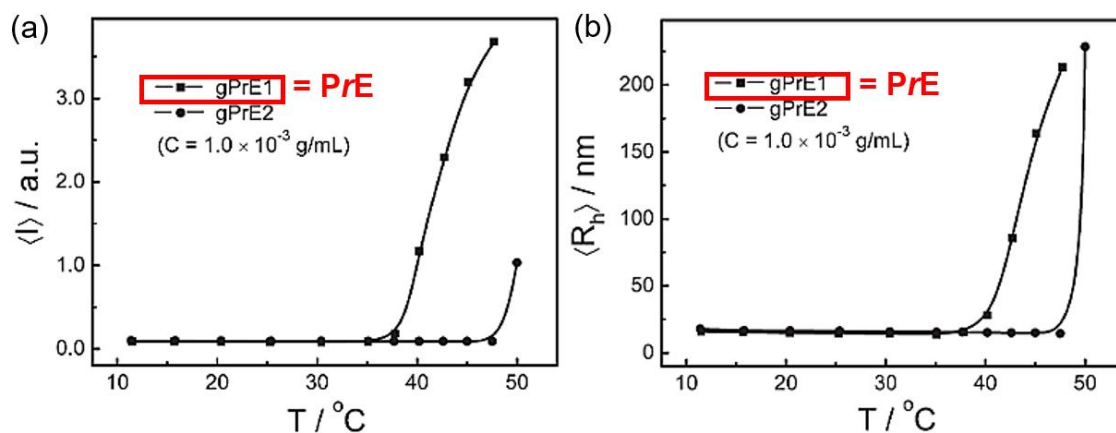 (a)
gPrE1 = PrE
gPrE2
(C = 1.0 × 10⁻³ g/mL)
⟨I⟩ / a.u.
3.0
2.0
1.0
0.0
10 20 30 40 50
T / °C
(b)
gPrE1 = PrE
gPrE2
(C = 1.0 × 10⁻³ g/mL)
⟨Rₕ⟩ / nm
200
150
100
50
0
10 20 30 40 50
T / °C